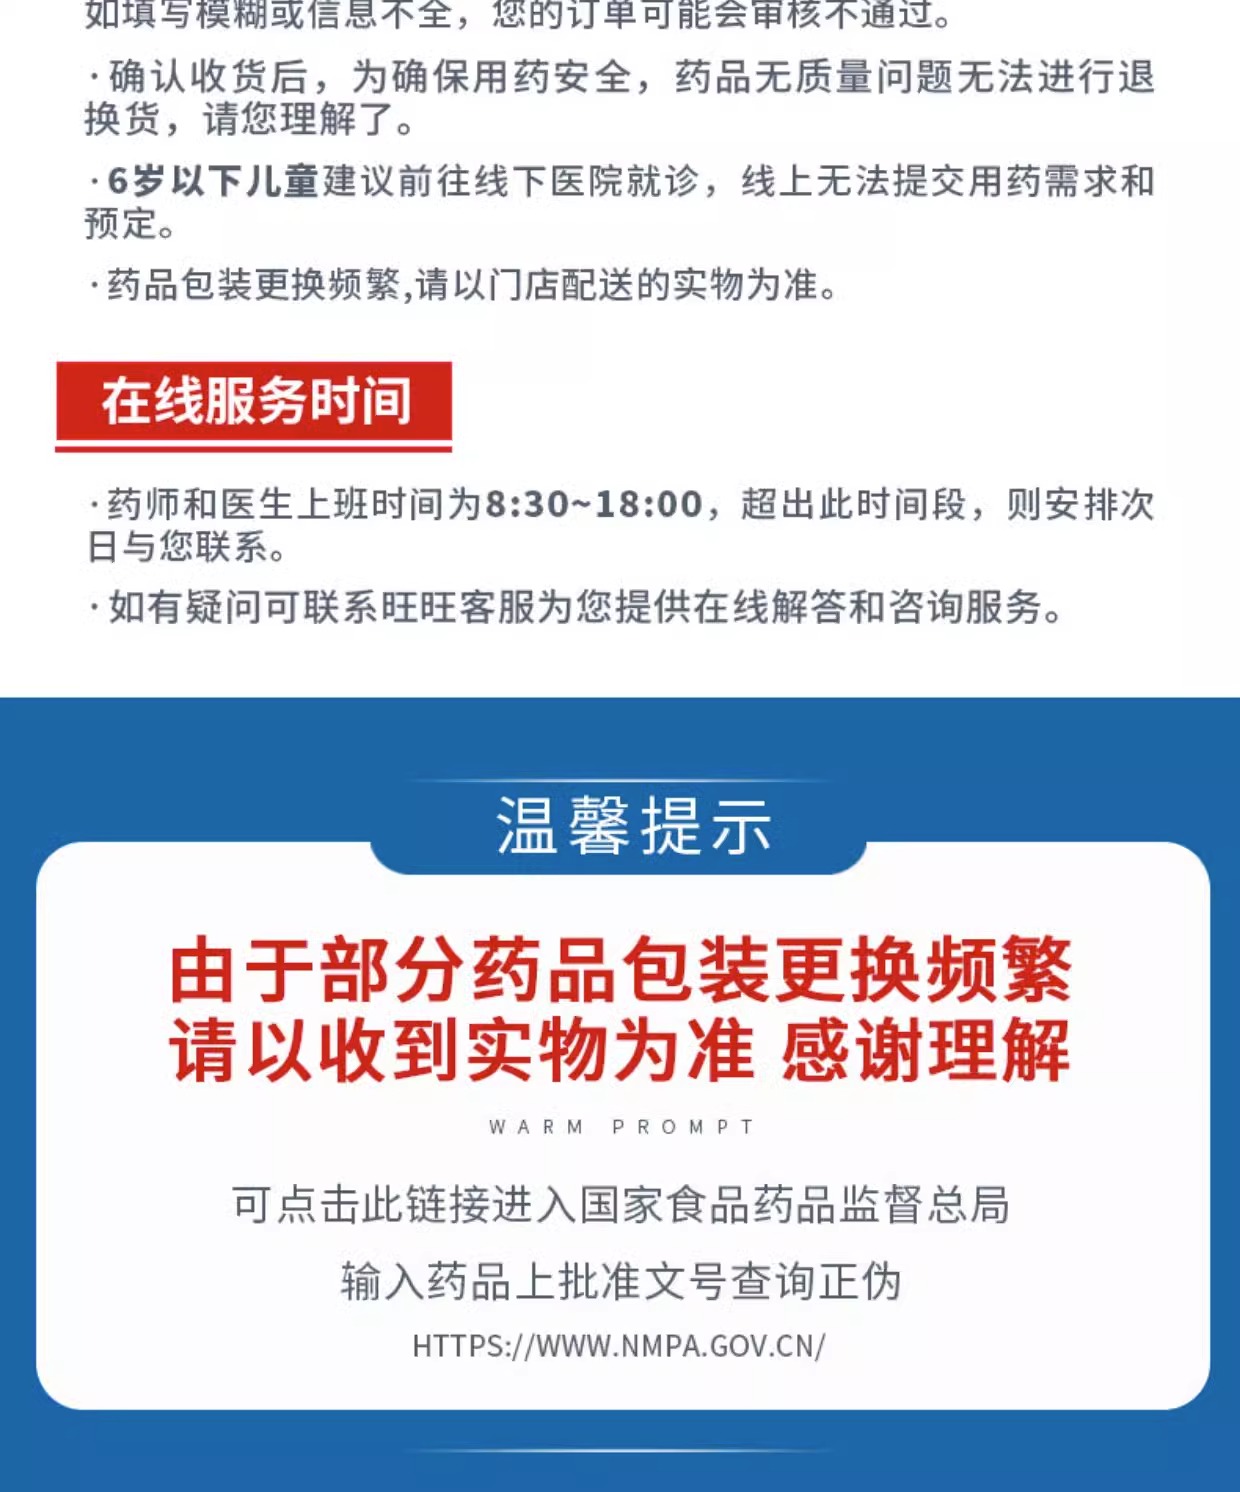 如填写模糊或信息不全，您的订单可能会审核不通过。
·确认收货后，为确保用药安全，药品无质量问题无法进行退
换货，请您理解了。
·6岁以下儿童建议前往线下医院就诊，线上无法提交用药需求和
预定。
·药品包装更换频繁,请以门店配送的实物为准。
在线服务时间
·药师和医生上班时间为8:30~18:00，超出此时间段，则安排次
日与您联系。
·如有疑问可联系旺旺客服为您提供在线解答和咨询服务。
温馨提示
由于部分药品包装更换频繁
请以收到实物为准 感谢理解
WARM PROMPT
可点击此链接进入国家食品药品监督总局
输入药品上批准文号查询正伪
HTTPS://WWW.NMPA.GOV.CN/